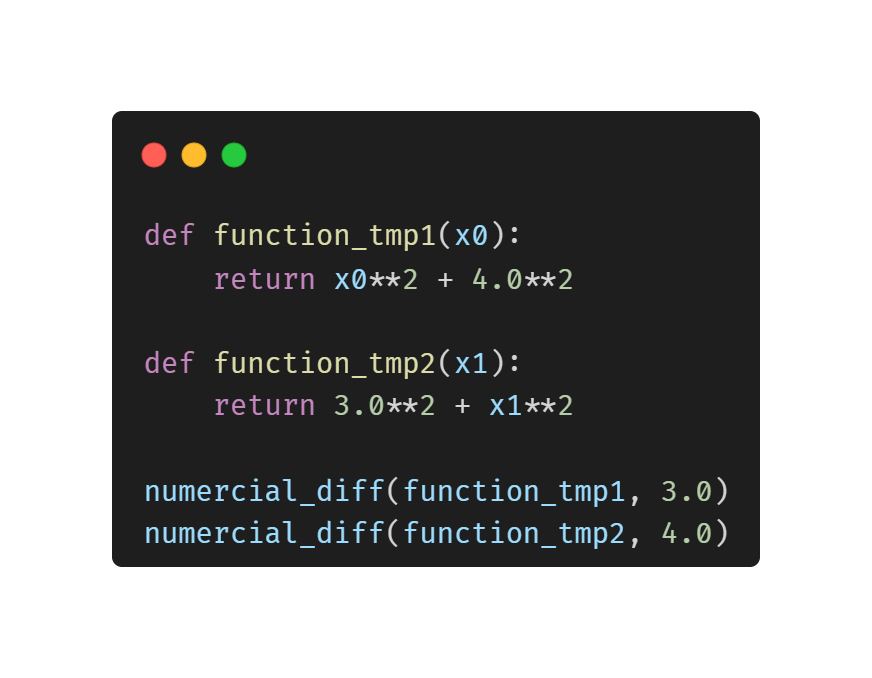 def function_tmp1(x0):
    return x0**2 + 4.0**2
def function_tmp2(x1):
    return 3.0**2 + x1**2
numercial_diff(function_tmp1, 3.0)
numercial_diff(function_tmp2, 4.0)